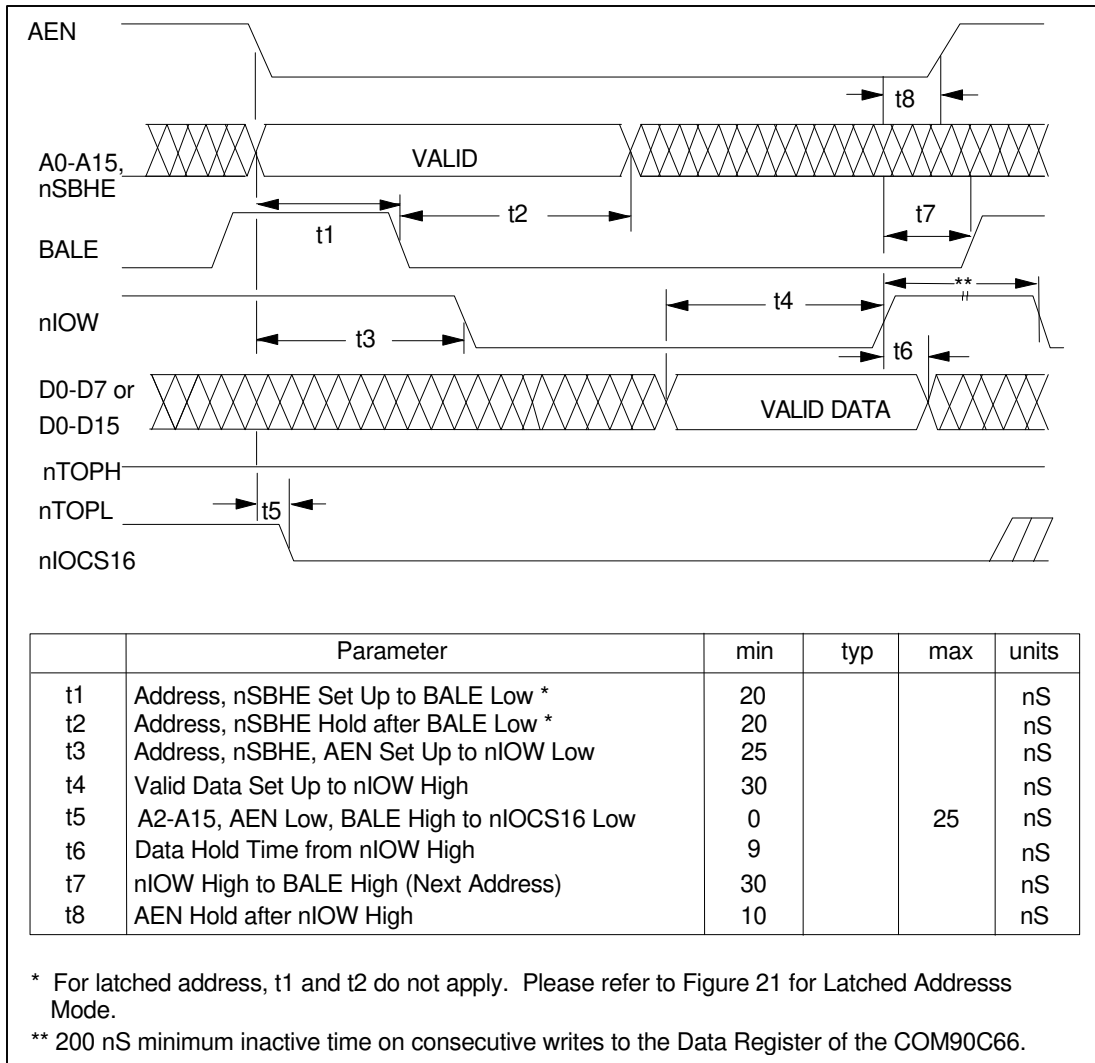 AEN
t8
A0-A15,
nSBHE
VALID
t1
t2
t7
BALE
**
nIOW
t3
t4
t6
D0-D7 or
D0-D15
VALID DATA
nTOPH
nTOPL
t5
nIOCS16
Parameter min typ max units
t1 Address, nSBHE Set Up to BALE Low * 20 nS
t2 Address, nSBHE Hold after BALE Low * 20 nS
t3 Address, nSBHE, AEN Set Up to nIOW Low 25 nS
t4 Valid Data Set Up to nIOW High 30 nS
t5 A2-A15, AEN Low, BALE High to nIOCS16 Low 0 25 nS
t6 Data Hold Time from nIOW High 9 nS
t7 nIOW High to BALE High (Next Address) 30 nS
t8 AEN Hold after nIOW High 10 nS
* For latched address, t1 and t2 do not apply. Please refer to Figure 21 for Latched Addresss
Mode.
** 200 nS minimum inactive time on consecutive writes to the Data Register of the COM90C66.